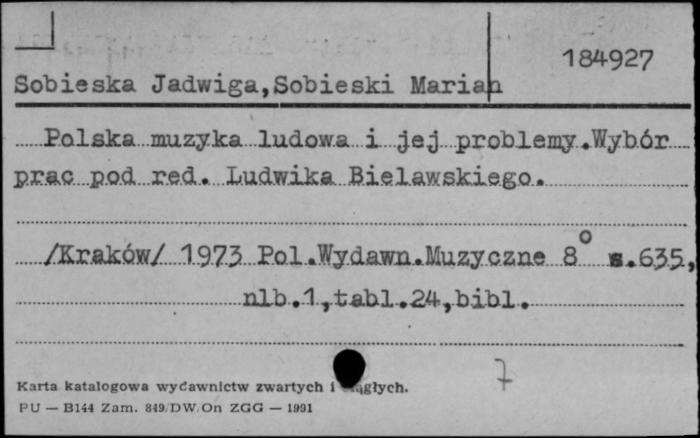 184927
Sobieska Jadwiga,Sobieski Marian
Polska muzyka ludowa i jej problemy.Wybór
prac pod red. Ludwika Bielawskiego.
/Kraków/ 1973 Pol.Wydawn.Muzyczne 8° s.635,
nlb.1,tabl.24,bibl.
7
Karta katalogowa wydawnictw zwartych i ciągłych.
PU — B144 Zam. 849/DW/On ZGG — 1991